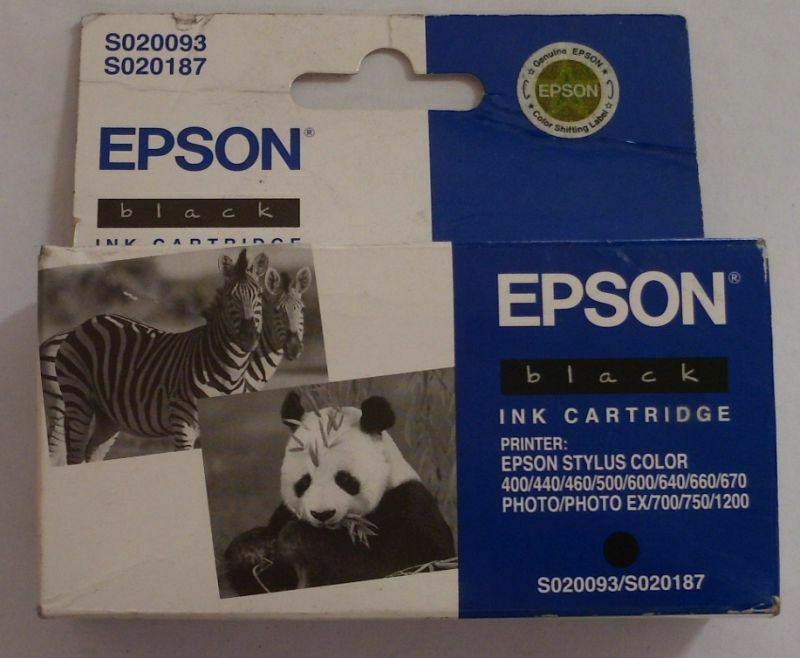 S020093
S020187
Genuine EPSON
EPSON
Color Shifting Label
EPSON®
black
INK CARTRIDGE
EPSON®
black
INK CARTRIDGE
PRINTER:
EPSON STYLUS COLOR
400/440/460/500/600/640/660/670
PHOTO/PHOTO EX/700/750/1200
S020093/S020187